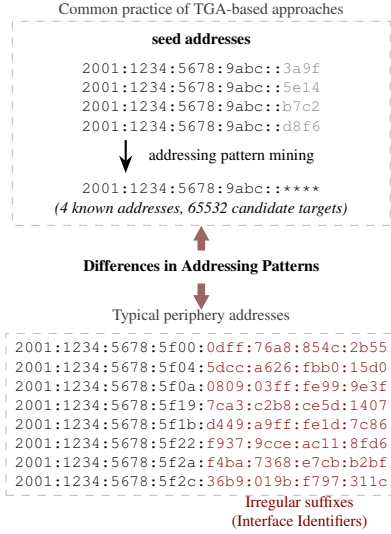 Common practice of TGA-based approaches
seed addresses
2001:1234:5678:9abc::3a9f
2001:1234:5678:9abc::5e14
2001:1234:5678:9abc::b7c2
2001:1234:5678:9abc::d8f6
addressing pattern mining
2001:1234:5678:9abc::****
(4 known addresses, 65532 candidate targets)
Differences in Addressing Patterns
Typical periphery addresses
2001:1234:5678:5f00:0dff:76a8:854c:2b55
2001:1234:5678:5f04:5dcc:a626:fbb0:15d0
2001:1234:5678:5f0a:0809:03ff:fe99:9e3f
2001:1234:5678:5f19:7ca3:c2b8:ce5d:1407
2001:1234:5678:5f1b:d449:a9ff:fe1d:7c86
2001:1234:5678:5f22:f937:9cce:ac11:8fd6
2001:1234:5678:5f2a:f4ba:7368:e7cb:b2bf
2001:1234:5678:5f2c:36b9:019b:f797:311c
Irregular suffixes
(Interface Identifiers)